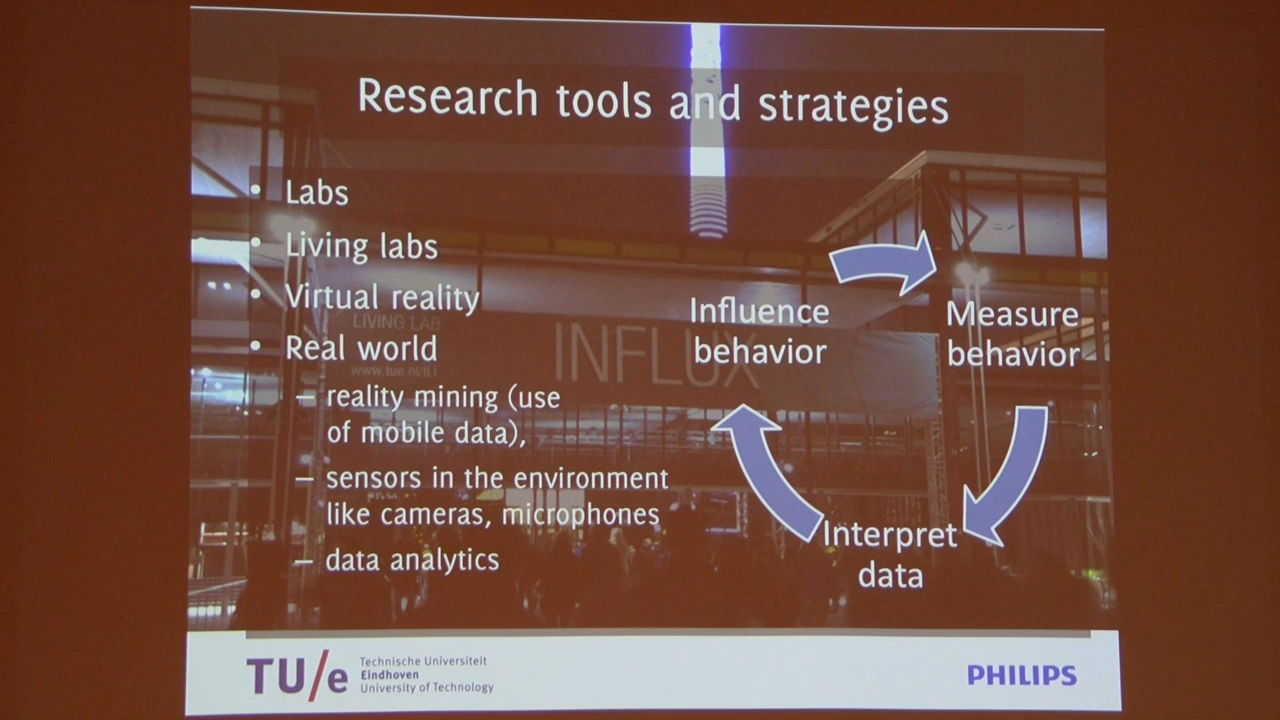 Research tools and strategies
• Labs
• Living labs
• Virtual reality
• Real world
– reality mining (use
of mobile data),
– sensors in the environment
like cameras, microphones
– data analytics
LIVING LAB
INFLUX
Influence
behavior
Measure
behavior
Interpret
data
TU/e
Technische Universiteit
Eindhoven
University of Technology
PHILIPS